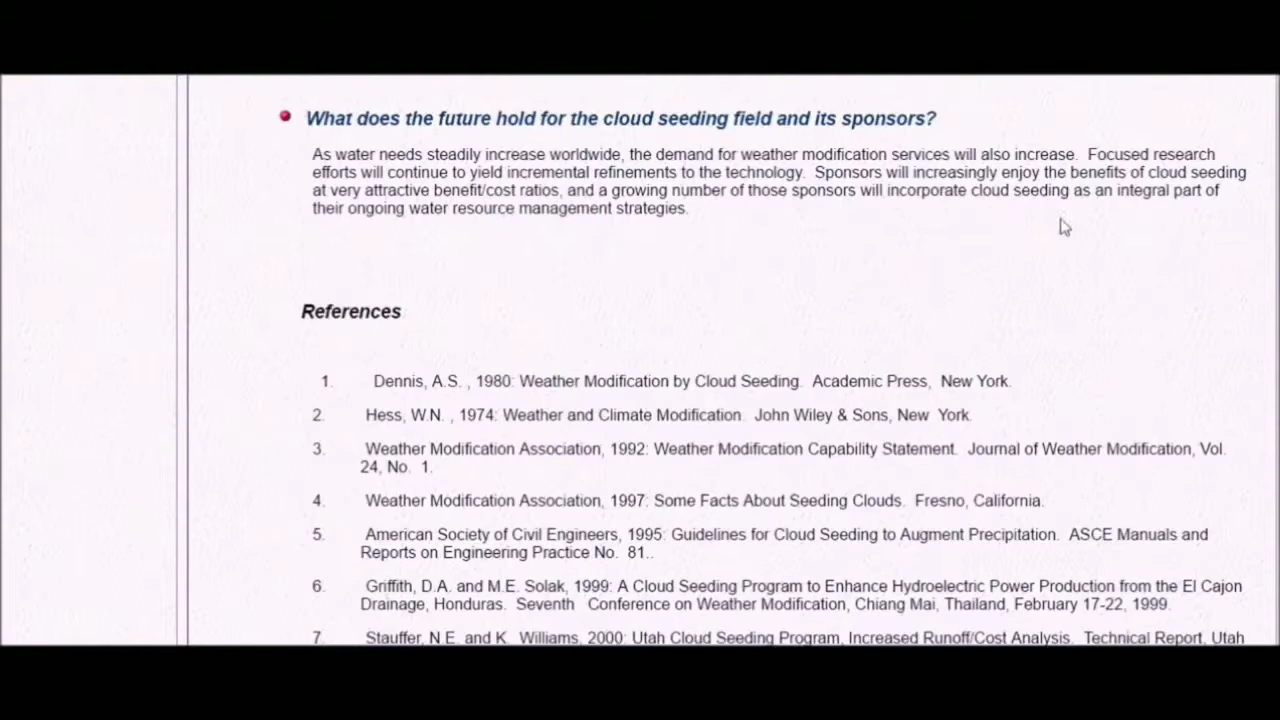 What does the future hold for the cloud seeding field and its sponsors?
As water needs steadily increase worldwide, the demand for weather modification services will also increase. Focused research
efforts will continue to yield incremental refinements to the technology. Sponsors will increasingly enjoy the benefits of cloud seeding
at very attractive benefit/cost ratios, and a growing number of those sponsors will incorporate cloud seeding as an integral part of
their ongoing water resource management strategies.
References
1. Dennis, A.S. , 1980: Weather Modification by Cloud Seeding. Academic Press, New York.
2. Hess, W.N. , 1974: Weather and Climate Modification. John Wiley & Sons, New York.
3. Weather Modification Association, 1992: Weather Modification Capability Statement. Journal of Weather Modification, Vol.
24, No. 1.
4. Weather Modification Association, 1997: Some Facts About Seeding Clouds. Fresno, California.
5. American Society of Civil Engineers, 1995: Guidelines for Cloud Seeding to Augment Precipitation. ASCE Manuals and
Reports on Engineering Practice No. 81..
6. Griffith, D.A. and M.E. Solak, 1999: A Cloud Seeding Program to Enhance Hydroelectric Power Production from the El Cajon
Drainage, Honduras. Seventh Conference on Weather Modification, Chiang Mai, Thailand, February 17-22, 1999.
7. Stauffer, N.E. and K. Williams, 2000: Utah Cloud Seeding Program, Increased Runoff/Cost Analysis. Technical Report, Utah